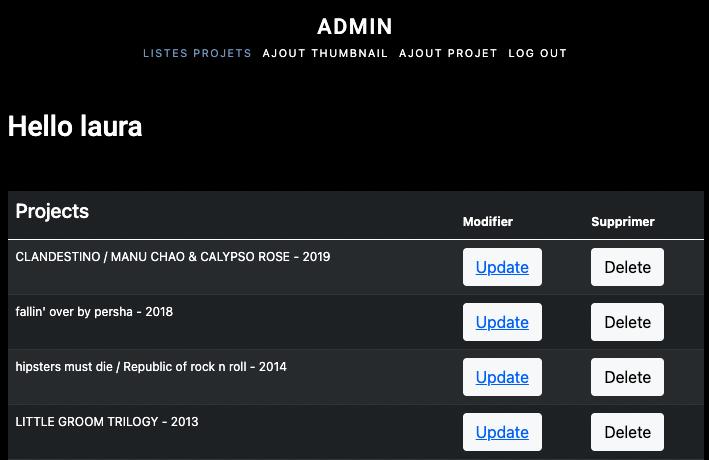 ADMIN
LISTES PROJETS AJOUT THUMBNAIL AJOUT PROJET LOG OUT
Hello laura
Projects Modifier Supprimer
CLANDESTINO / MANU CHAO & CALYPSO ROSE - 2019 Update Delete
fallin' over by persha - 2018 Update Delete
hipsters must die / Republic of rock n roll - 2014 Update Delete
LITTLE GROOM TRILOGY - 2013 Update Delete